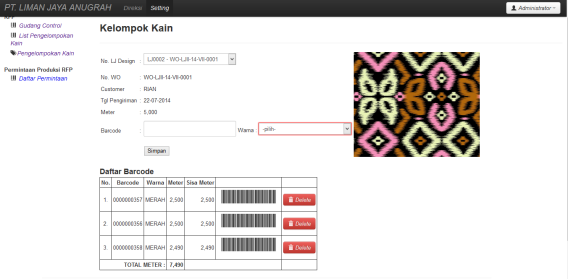 PT. LIMAN JAYA ANUGRAH Direksi Setting Administrator
RFP
Gudang Control
List Pengelompokan
Kain
Pengelompokan Kain
Permintaan Produksi RFP
Daftar Permintaan
Kelompok Kain
No. LJ Design : LJ0002 - WO-LJII-14-VII-0001
No. WO : WO-LJII-14-VII-0001
Customer : RIAN
Tgl Pengiriman : 22-07-2014
Meter : 5,000
Barcode : Warna -pilih-
Simpan
Daftar Barcode
No. Barcode Warna Meter Sisa Meter
1. 0000000357 MERAH 2,500 2,500 Delete
2. 0000000356 MERAH 2,500 2,500 Delete
3. 0000000358 MERAH 2,490 2,490 Delete
TOTAL METER : 7,490